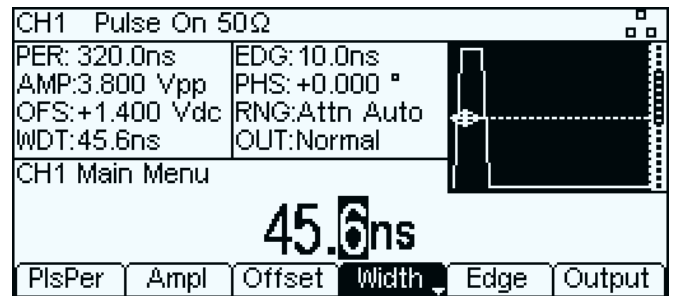 CH1 Pulse On 50Ω
PER: 320.0ns EDG: 10.0ns
AMP:3.800 Vpp PHS: +0.000 °
OFS:+1.400 Vdc RNG:Attn Auto
WDT:45.6ns OUT:Normal
CH1 Main Menu
45.6ns
PlsPer Ampl Offset Width Edge Output